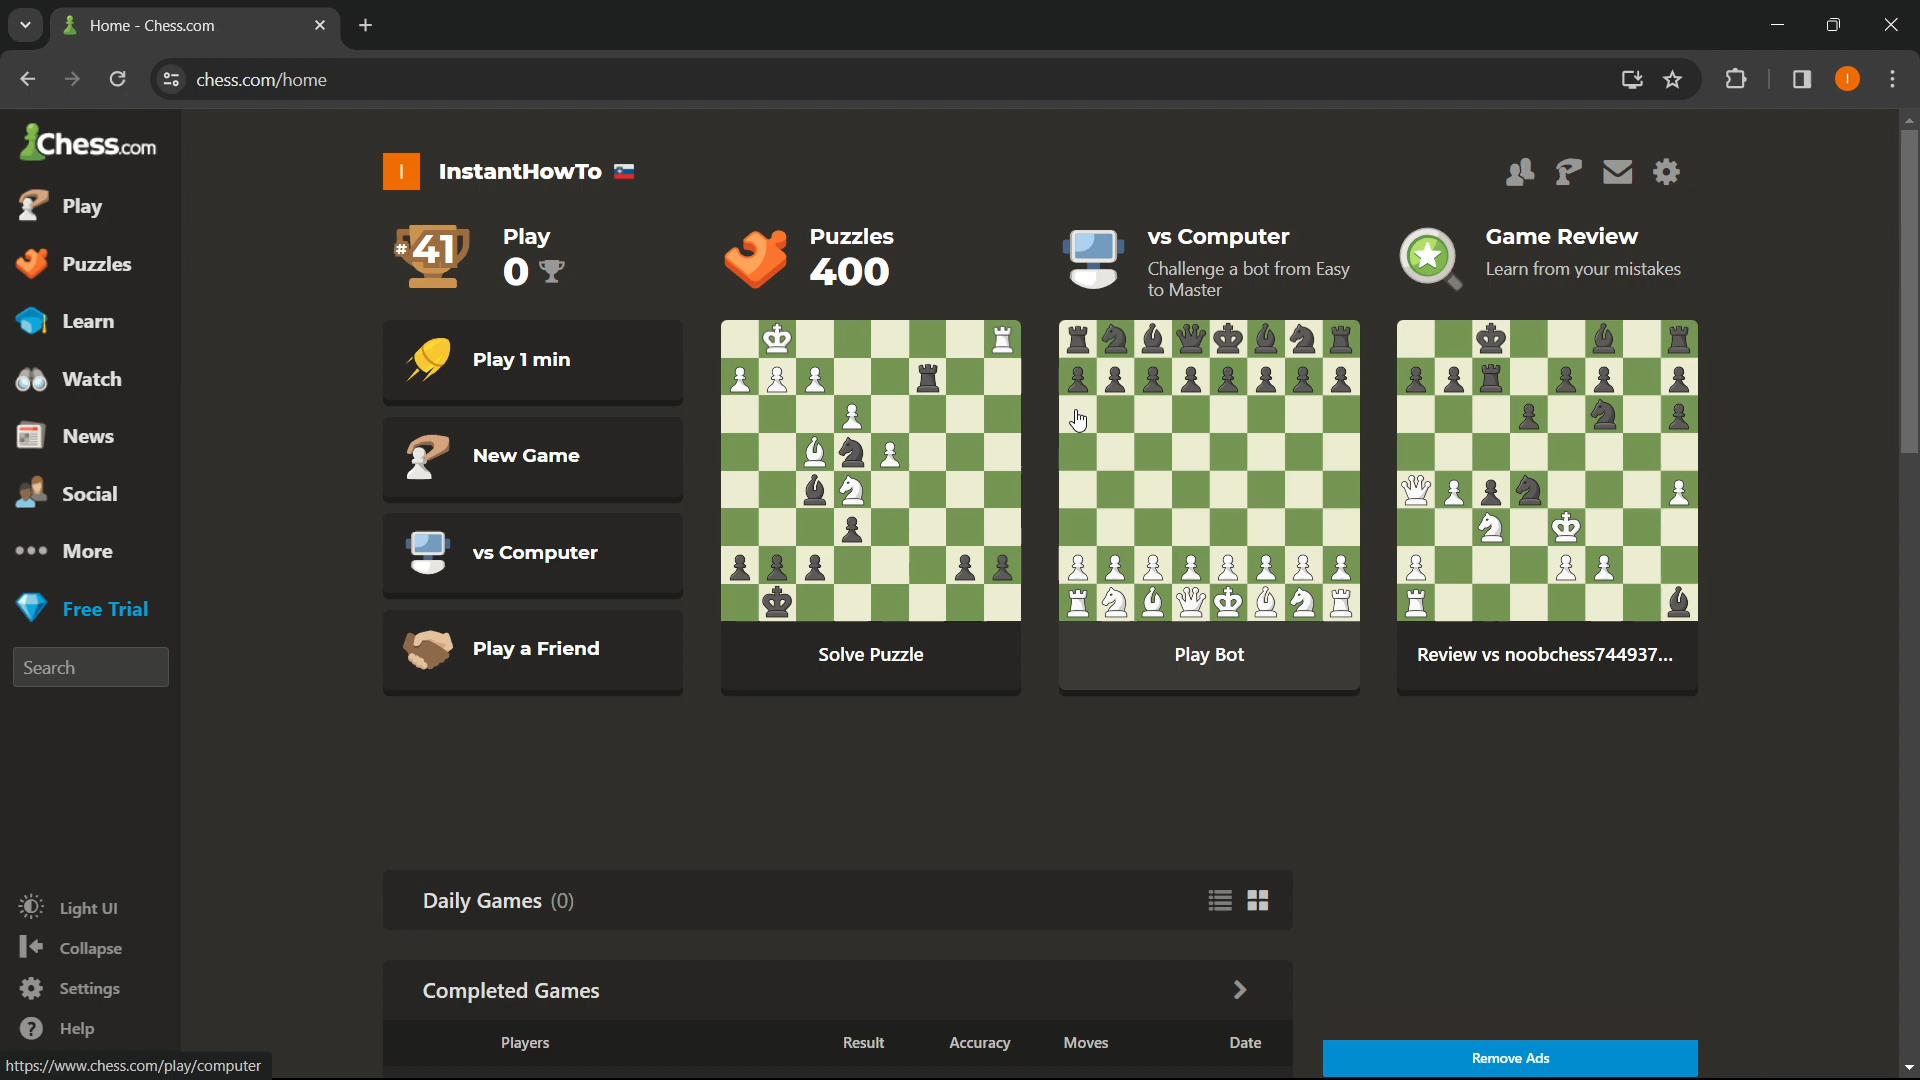 Home - Chess.com
chess.com/home
I
Chess.com
Play
Puzzles
Learn
Watch
News
Social
More
Free Trial
Search
Light UI
Collapse
Settings
Help
https://www.chess.com/play/computer
I
InstantHowTo
#41
Play
0
Puzzles
400
vs Computer
Challenge a bot from Easy
to Master
Game Review
Learn from your mistakes
Play 1 min
New Game
vs Computer
Play a Friend
Solve Puzzle
Play Bot
Review vs noobchess744937...
Daily Games (0)
Completed Games
Players Result Accuracy Moves Date
Remove Ads